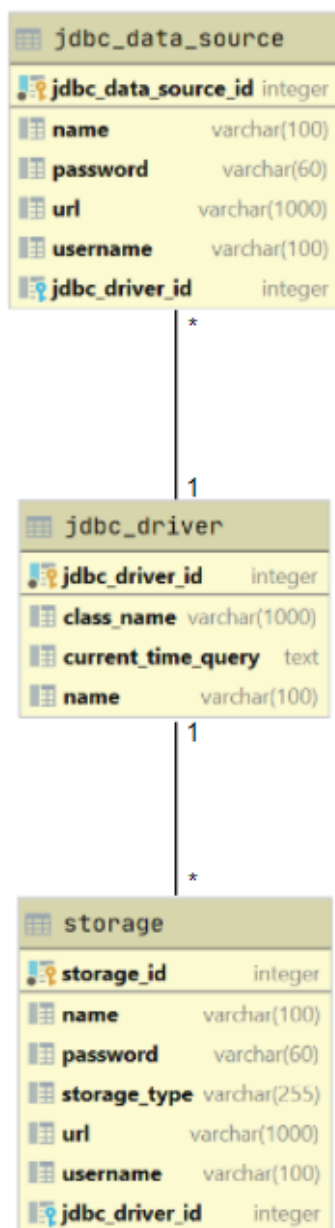 jdbc_data_source
jdbc_data_source_id integer
name varchar(100)
password varchar(60)
url varchar(1000)
username varchar(100)
jdbc_driver_id integer
*
1
jdbc_driver
jdbc_driver_id integer
class_name varchar(1000)
current_time_query text
name varchar(100)
1
*
storage
storage_id integer
name varchar(100)
password varchar(60)
storage_type varchar(255)
url varchar(1000)
username varchar(100)
jdbc_driver_id integer